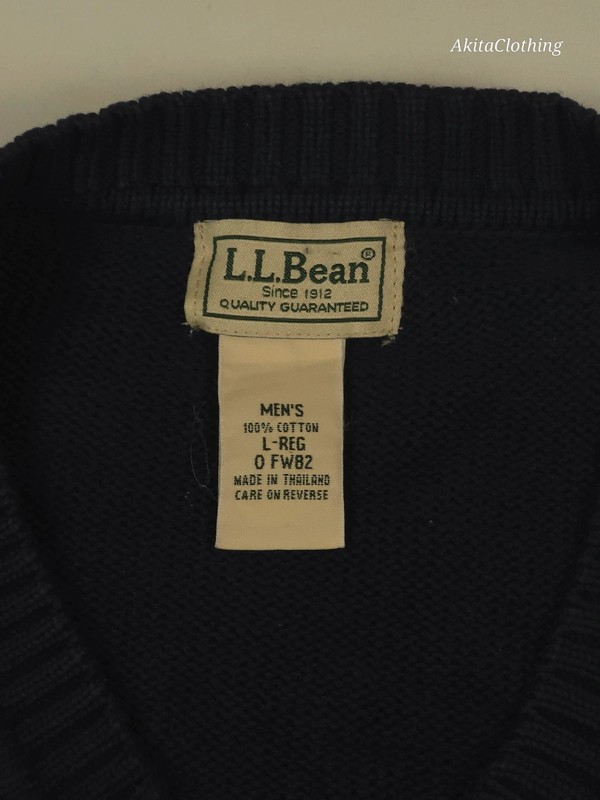 AkitaClothing
L.L.Bean®
Since 1912
QUALITY GUARANTEED
MEN'S
100% COTTON
L-REG
0 FW82
MADE IN THAILAND
CARE ON REVERSE